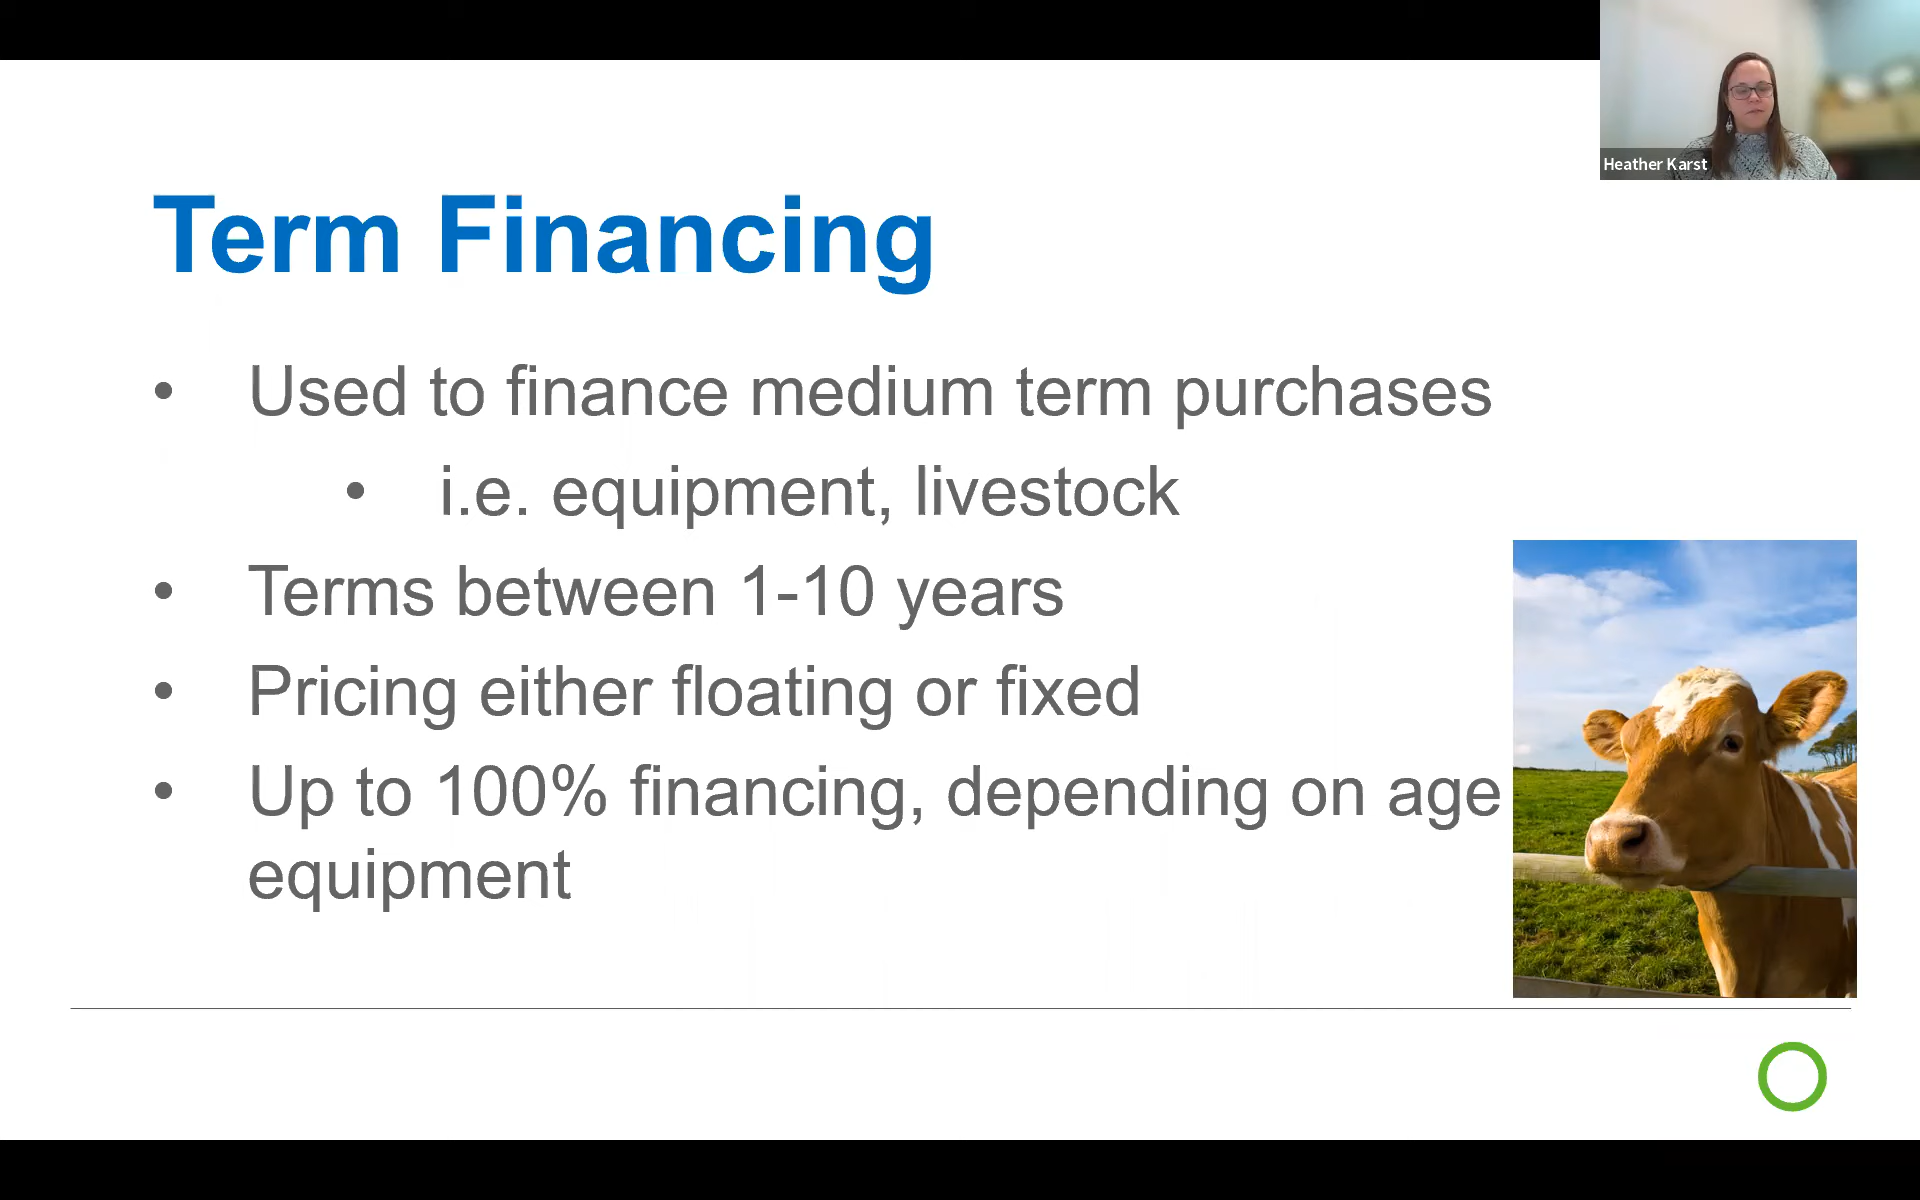 Heather Karst
Term Financing
• Used to finance medium term purchases
• i.e. equipment, livestock
• Terms between 1-10 years
• Pricing either floating or fixed
• Up to 100% financing, depending on age
equipment